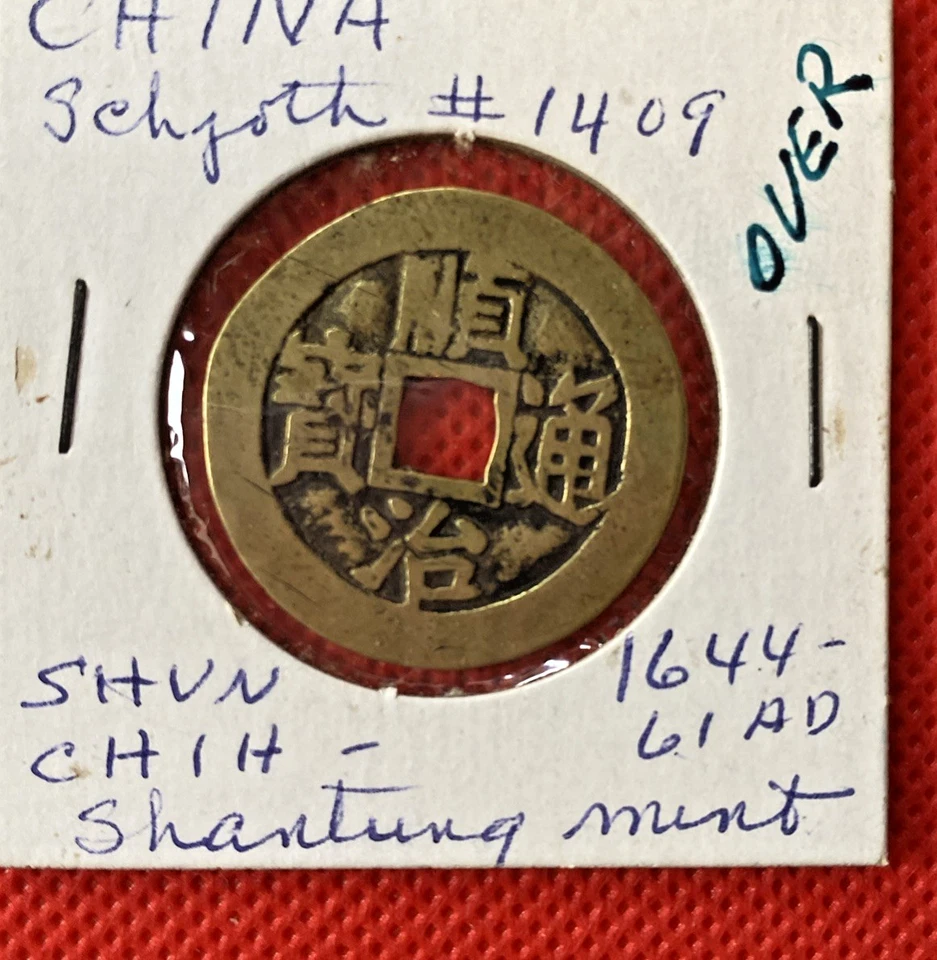 CHINA
Schjoth #1409
OVER
順
寶 通
治
SHUN 1644-
CHIH - 61 AD
Shantung mint